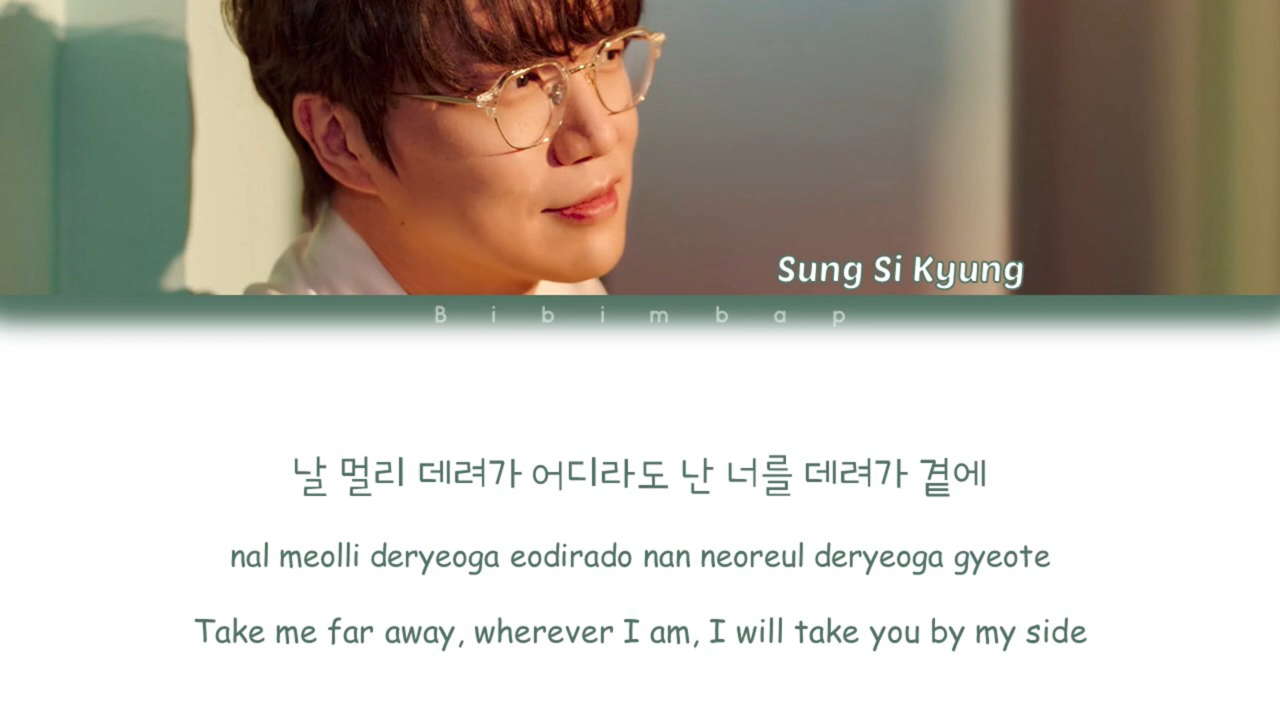 Sung Si Kyung
Bibimbap
날 멀리 데려가 어디라도 난 너를 데려가 곁에
nal meolli deryeoga eodirado nan neoreul deryeoga gyeote
Take me far away, wherever I am, I will take you by my side